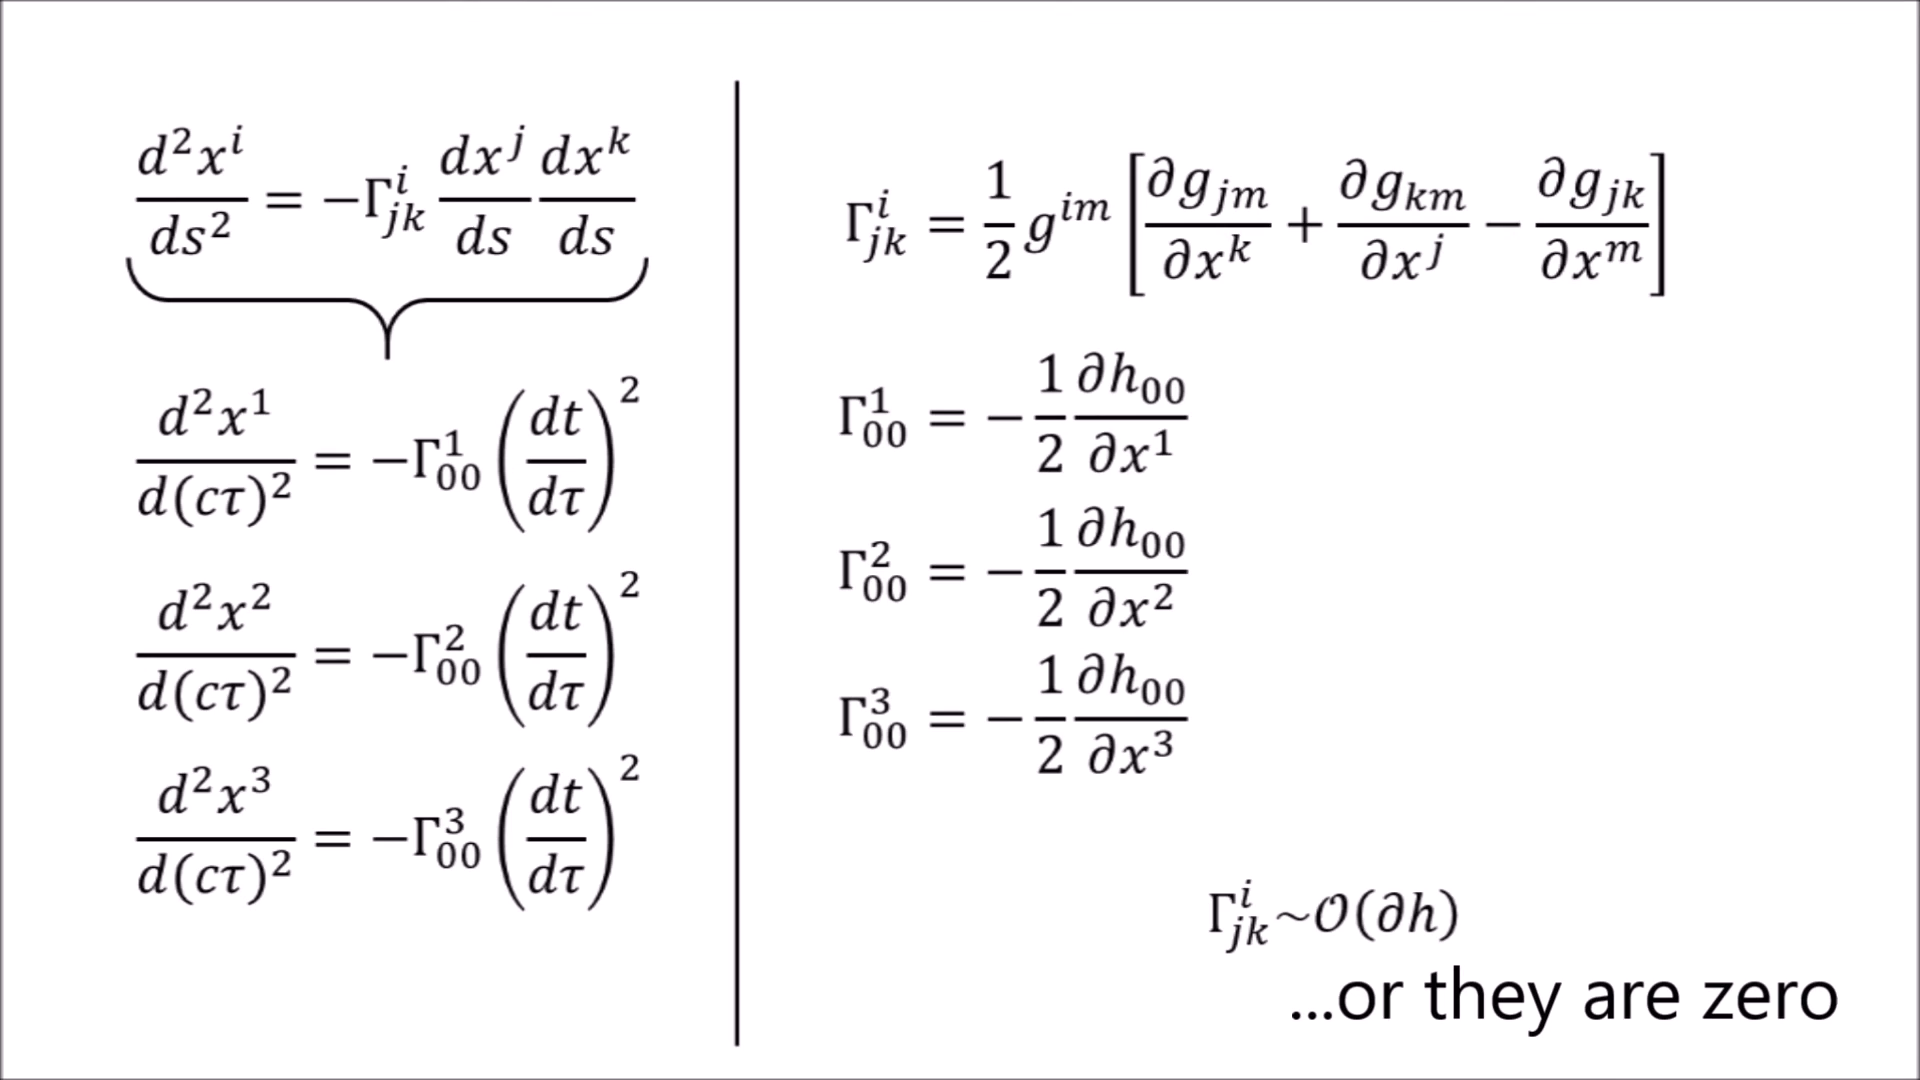 d²xⁱ/ds² = −Γⁱⱼₖ dxʲ/ds dxᵏ/ds
d²x¹/d(cτ)² = −Γ¹₀₀ (dt/dτ)²
d²x²/d(cτ)² = −Γ²₀₀ (dt/dτ)²
d²x³/d(cτ)² = −Γ³₀₀ (dt/dτ)²
Γⁱⱼₖ = 1/2 gⁱᵐ [∂gⱼₘ/∂xᵏ + ∂gₖₘ/∂xʲ − ∂gⱼₖ/∂xᵐ]
Γ¹₀₀ = − 1/2 ∂h₀₀/∂x¹
Γ²₀₀ = − 1/2 ∂h₀₀/∂x²
Γ³₀₀ = − 1/2 ∂h₀₀/∂x³
Γⁱⱼₖ~𝒪(∂h)
...or they are zero